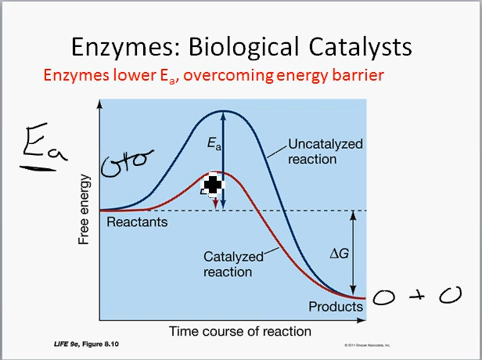 Enzymes: Biological Catalysts
Enzymes lower Ea, overcoming energy barrier
Ea
Ea
Uncatalyzed
reaction
Free energy
Reactants
Catalyzed
reaction
ΔG
Products
O + O
Time course of reaction
LIFE 9e, Figure 8.10